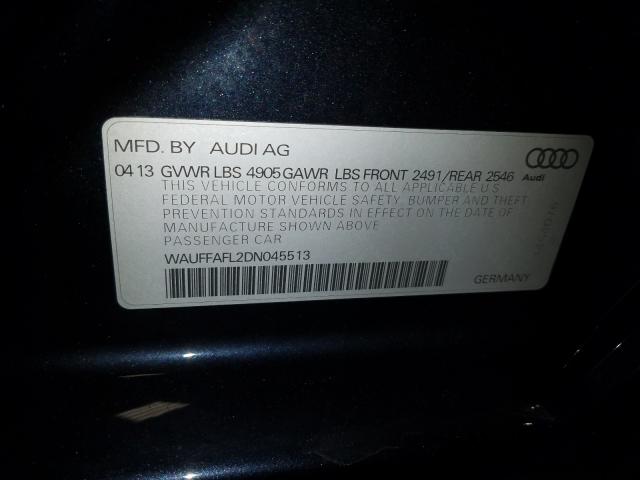 MFD. BY AUDI AG
04 13 GVWR LBS 4905 GAWR LBS FRONT 2491/REAR 2546
THIS VEHICLE CONFORMS TO ALL APPLICABLE U S
FEDERAL MOTOR VEHICLE SAFETY, BUMPER AND THEFT
PREVENTION STANDARDS IN EFFECT ON THE DATE OF
MANUFACTURE SHOWN ABOVE
PASSENGER CAR
WAUFFAFL2DN045513
GERMANY
Audi